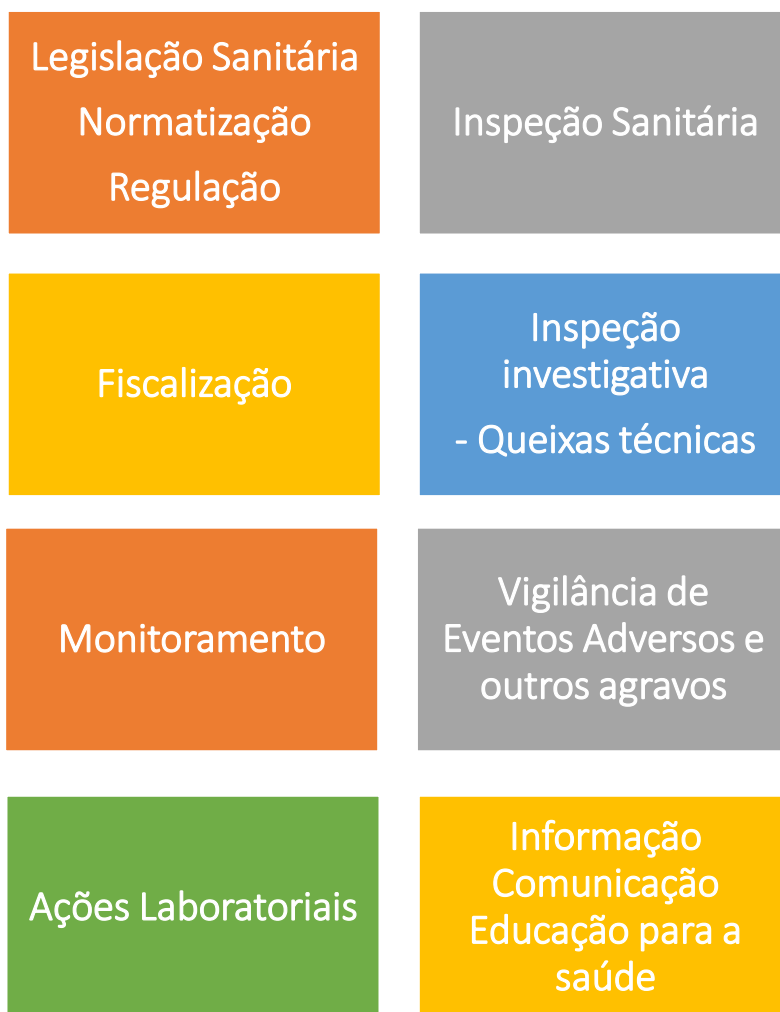 Legislação Sanitária
Normatização
Regulação
Inspeção Sanitária
Fiscalização
Inspeção
investigativa
- Queixas técnicas
Monitoramento
Vigilância de
Eventos Adversos e
outros agravos
Ações Laboratoriais
Informação
Comunicação
Educação para a
saúde